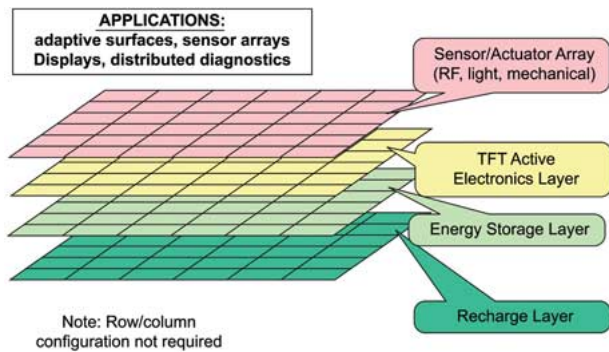 APPLICATIONS:
adaptive surfaces, sensor arrays
Displays, distributed diagnostics
Sensor/Actuator Array
(RF, light, mechanical)
TFT Active
Electronics Layer
Energy Storage Layer
Recharge Layer
Note: Row/column
configuration not required